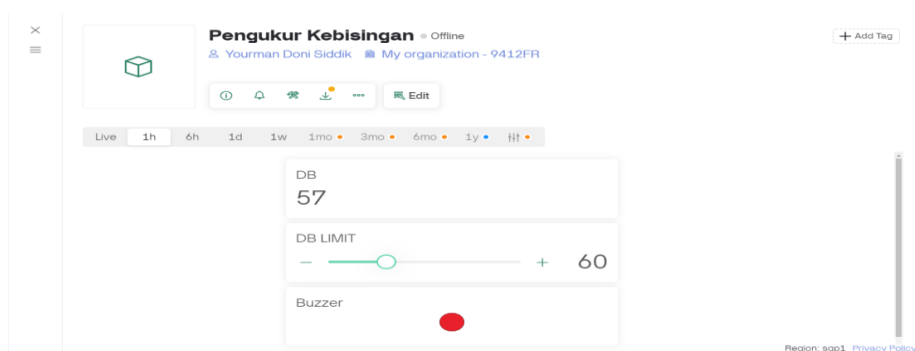 Pengukur Kebisingan Offline
Yourman Doni Siddik My organization - 9412FR
+ Add Tag
Edit
Live 1h 6h 1d 1w 1mo 3mo 6mo 1y
DB
57
DB LIMIT
− + 60
Buzzer
Region: sgp1 Privacy Policy